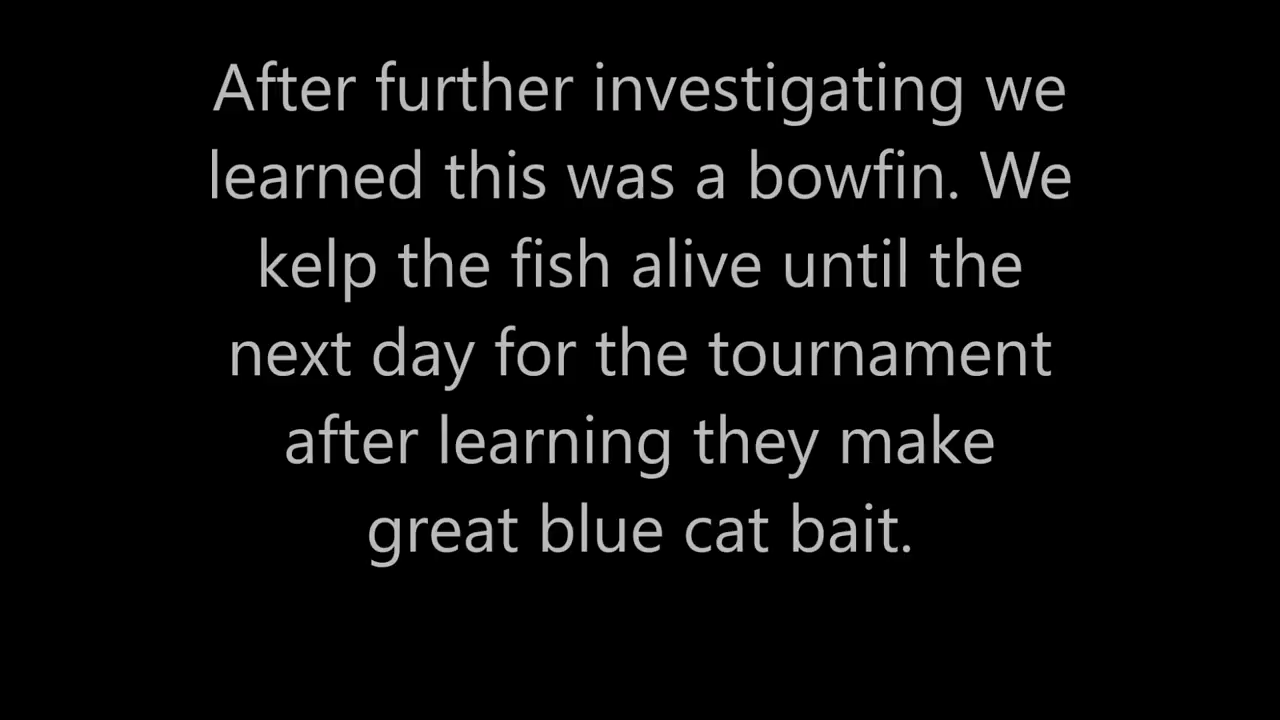 After further investigating we
learned this was a bowfin. We
kelp the fish alive until the
next day for the tournament
after learning they make
great blue cat bait.